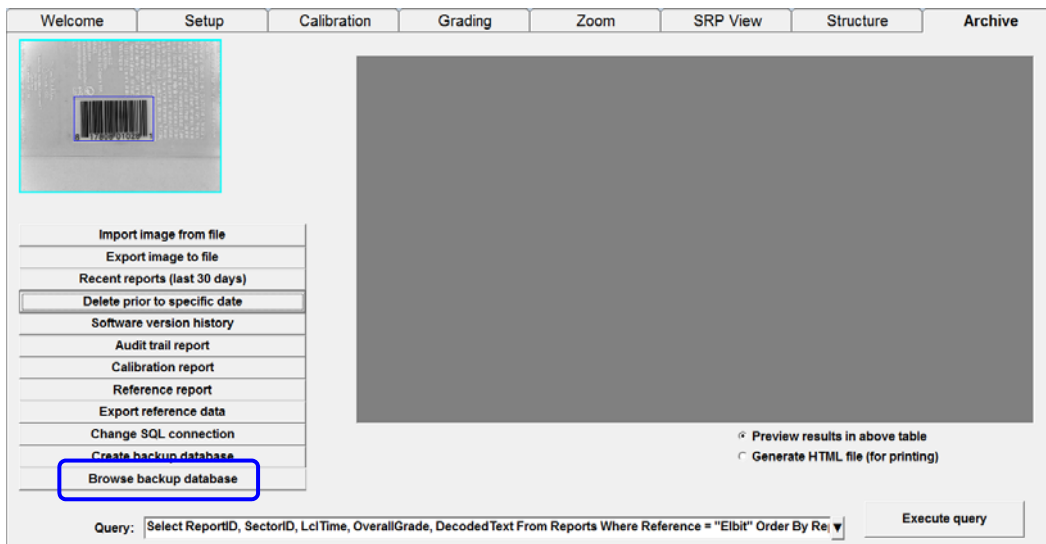 Welcome Setup Calibration Grading Zoom SRP View Structure Archive
Import image from file
Export image to file
Recent reports (last 30 days)
Delete prior to specific date
Software version history
Audit trail report
Calibration report
Reference report
Export reference data
Change SQL connection
Create backup database
Browse backup database
Preview results in above table
Generate HTML file (for printing)
Query: Select ReportID, SectorID, LclTime, OverallGrade, DecodedText From Reports Where Reference = "Elbit" Order By Re
Execute query